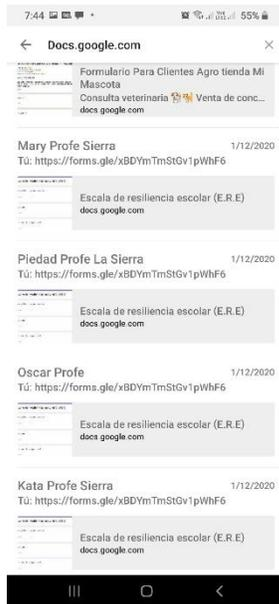 7:44
55%
Docs.google.com
Formulario Para Clientes Agro tienda Mi
Mascota
Consulta veterinaria Venta de conc...
docs.google.com
Mary Profe Sierra 1/12/2020
Tú: https://forms.gle/xBDYmTmStGv1pWhF6
Escala de resiliencia escolar (E.R.E)
docs.google.com
Piedad Profe La Sierra 1/12/2020
Tú: https://forms.gle/xBDYmTmStGv1pWhF6
Escala de resiliencia escolar (E.R.E)
docs.google.com
Oscar Profe 1/12/2020
Tú: https://forms.gle/xBDYmTmStGv1pWhF6
Escala de resiliencia escolar (E.R.E)
docs.google.com
Kata Profe Sierra 1/12/2020
Tú: https://forms.gle/xBDYmTmStGv1pWhF6
Escala de resiliencia escolar (E.R.E)
docs.google.com